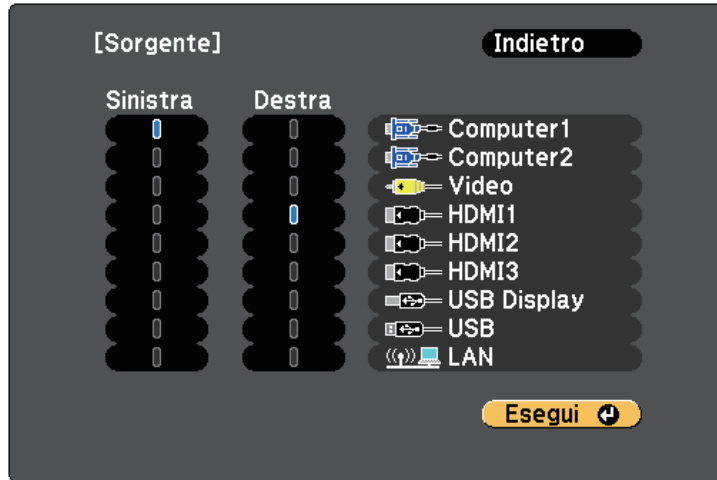 [Sorgente] Indietro
Sinistra Destra
Computer1
Computer2
Video
HDMI1
HDMI2
HDMI3
USB Display
USB
LAN
Esegui